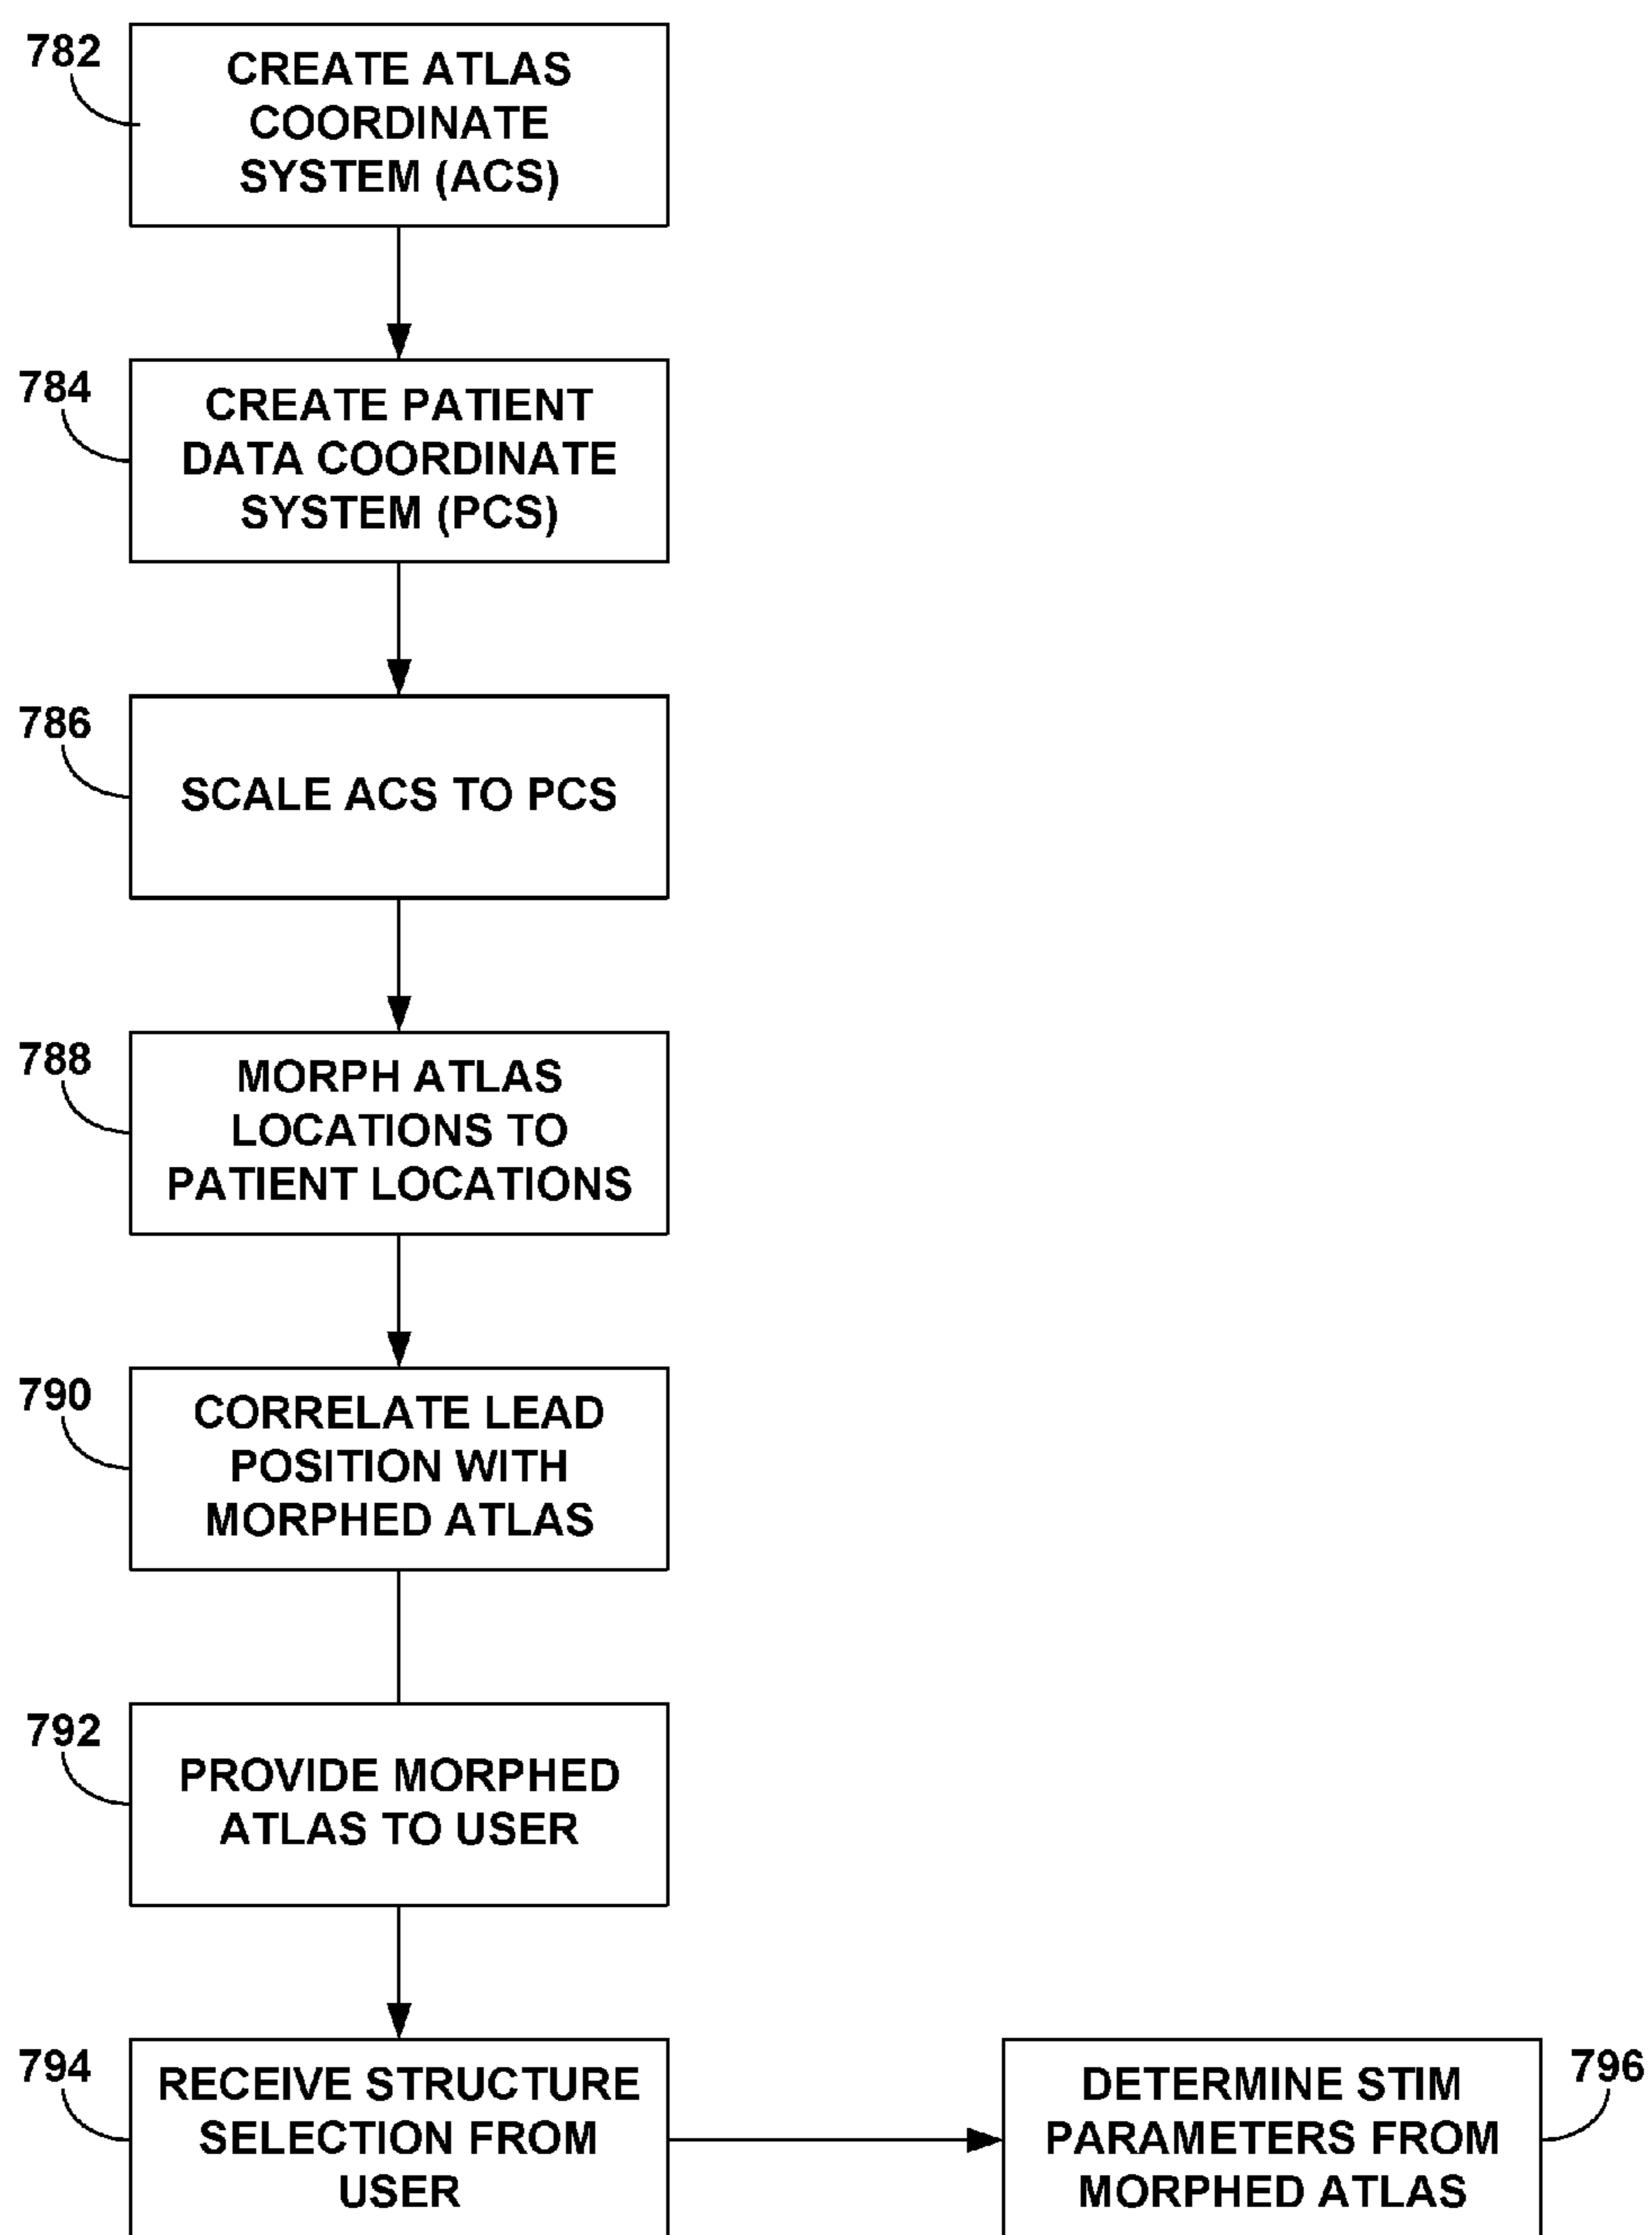 782
CREATE ATLAS
COORDINATE
SYSTEM (ACS)
784
CREATE PATIENT
DATA COORDINATE
SYSTEM (PCS)
786
SCALE ACS TO PCS
788
MORPH ATLAS
LOCATIONS TO
PATIENT LOCATIONS
790
CORRELATE LEAD
POSITION WITH
MORPHED ATLAS
792
PROVIDE MORPHED
ATLAS TO USER
794
RECEIVE STRUCTURE
SELECTION FROM
USER
796
DETERMINE STIM
PARAMETERS FROM
MORPHED ATLAS